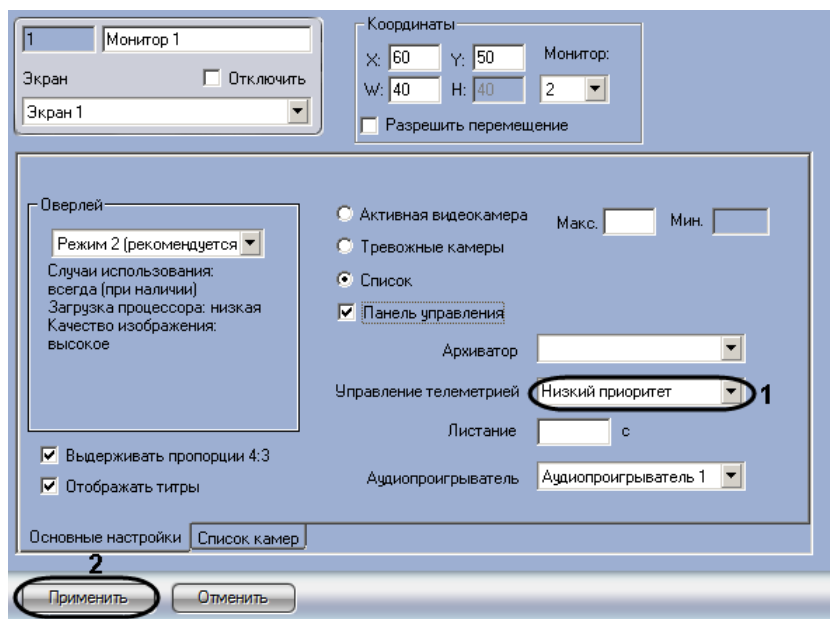 1 Монитор 1
Экран Отключить
Экран 1
Координаты
X: 60 Y: 50 Монитор:
W: 40 H: 40 2
Разрешить перемещение
Оверлей
Режим 2 (рекомендуется
Случаи использования:
всегда (при наличии)
Загрузка процессора: низкая
Качество изображения:
высокое
Выдерживать пропорции 4:3
Отображать титры
Активная видеокамера Макс. Мин.
Тревожные камеры
Список
Панель управления
Архиватор
Управление телеметрией Низкий приоритет 1
Листание с
Аудиопроигрыватель Аудиопроигрыватель 1
Основные настройки Список камер
2
Применить Отменить